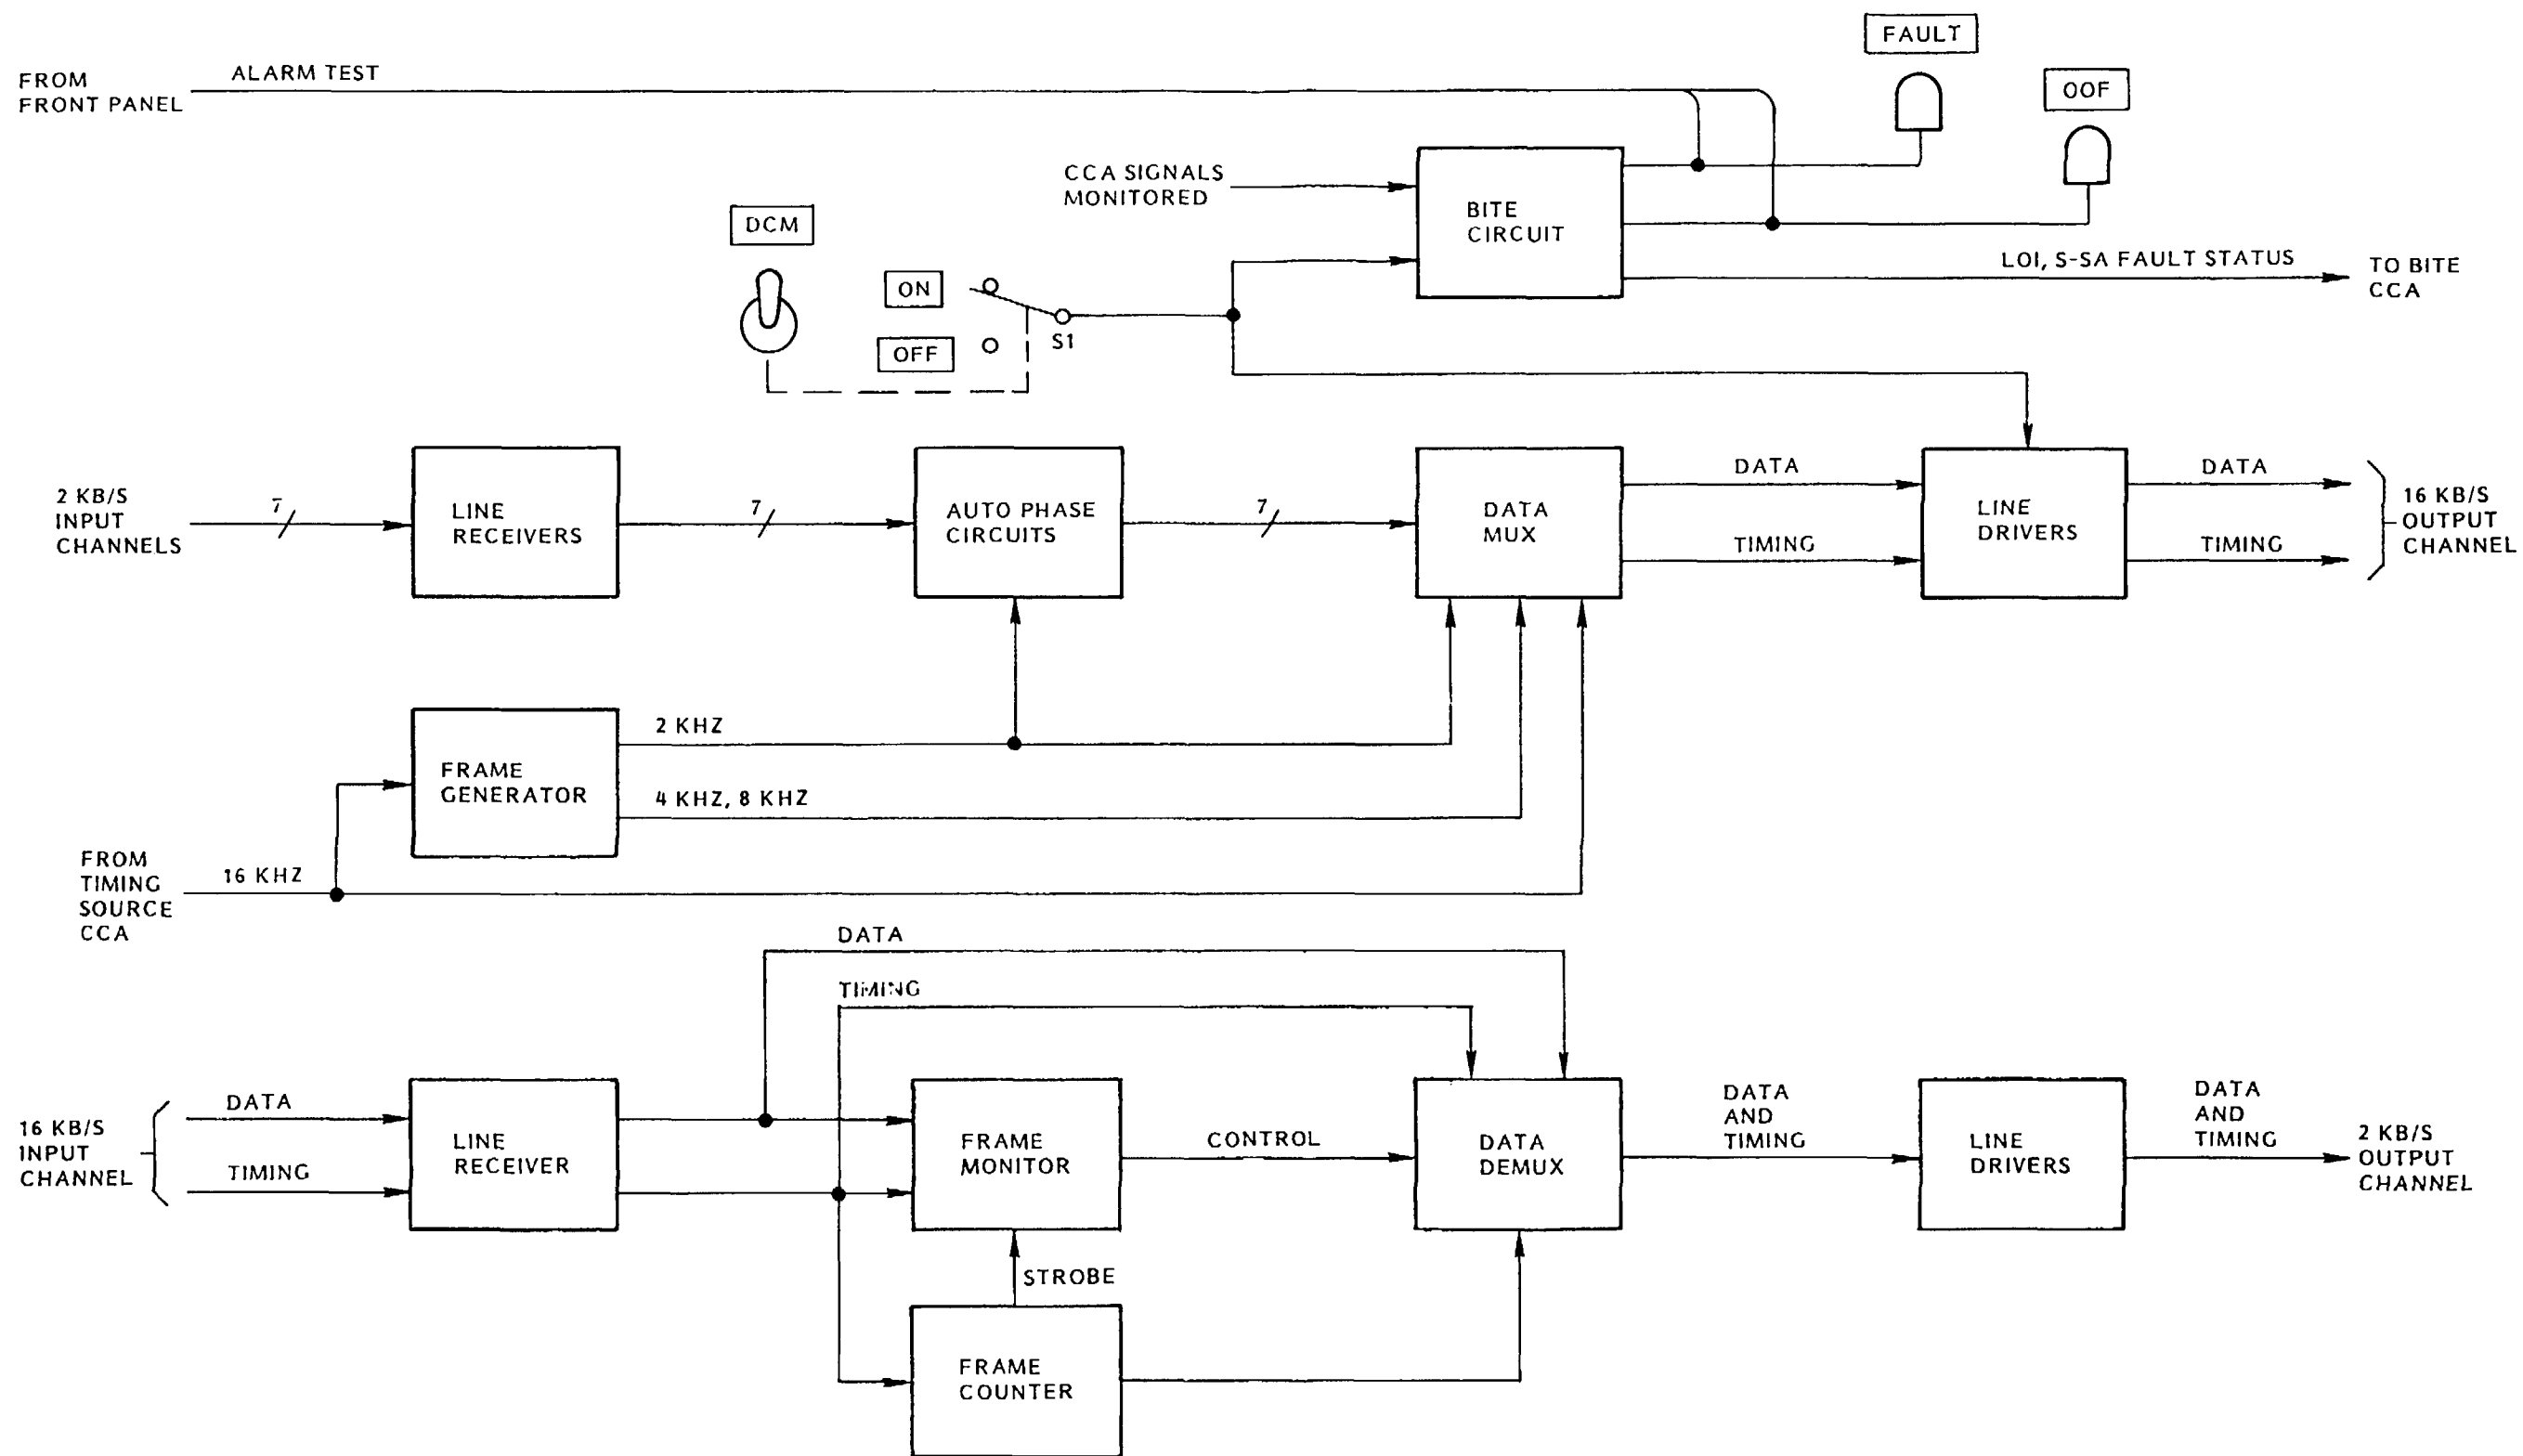 FAULT
OOF
FROM
FRONT PANEL
ALARM TEST
CCA SIGNALS
MONITORED
BITE
CIRCUIT
LOI, S-SA FAULT STATUS
TO BITE
CCA
DCM
ON
OFF
S1
2 KB/S
INPUT
CHANNELS
7
LINE
RECEIVERS
7
AUTO PHASE
CIRCUITS
7
DATA
MUX
DATA
TIMING
LINE
DRIVERS
DATA
TIMING
16 KB/S
OUTPUT
CHANNEL
FRAME
GENERATOR
2 KHZ
4 KHZ, 8 KHZ
FROM
TIMING
SOURCE
CCA
16 KHZ
DATA
TIMING
16 KB/S
INPUT
CHANNEL
DATA
TIMING
LINE
RECEIVER
FRAME
MONITOR
CONTROL
DATA
DEMUX
DATA
AND
TIMING
LINE
DRIVERS
DATA
AND
TIMING
2 KB/S
OUTPUT
CHANNEL
STROBE
FRAME
COUNTER